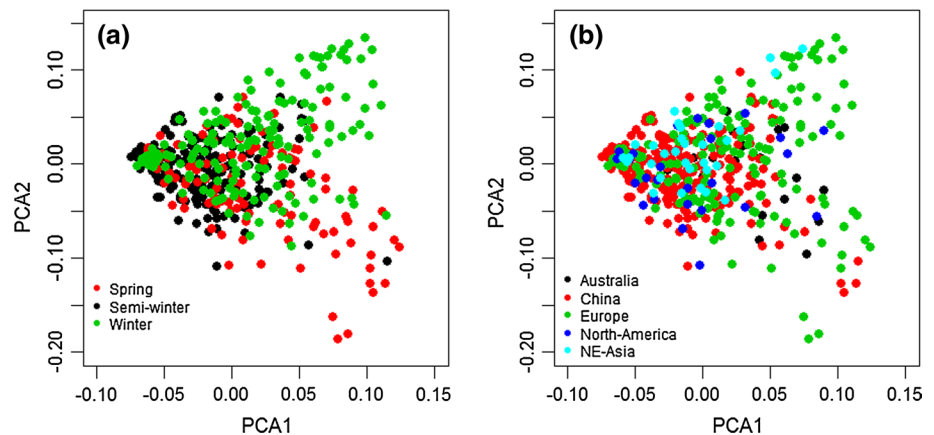 (a)
PCA2
0.10
0.00
-0.10
-0.20
Spring
Semi-winter
Winter
-0.10 -0.05 0.00 0.05 0.10 0.15
PCA1
(b)
PCA2
0.10
0.00
-0.10
-0.20
Australia
China
Europe
North-America
NE-Asia
-0.10 -0.05 0.00 0.05 0.10 0.15
PCA1